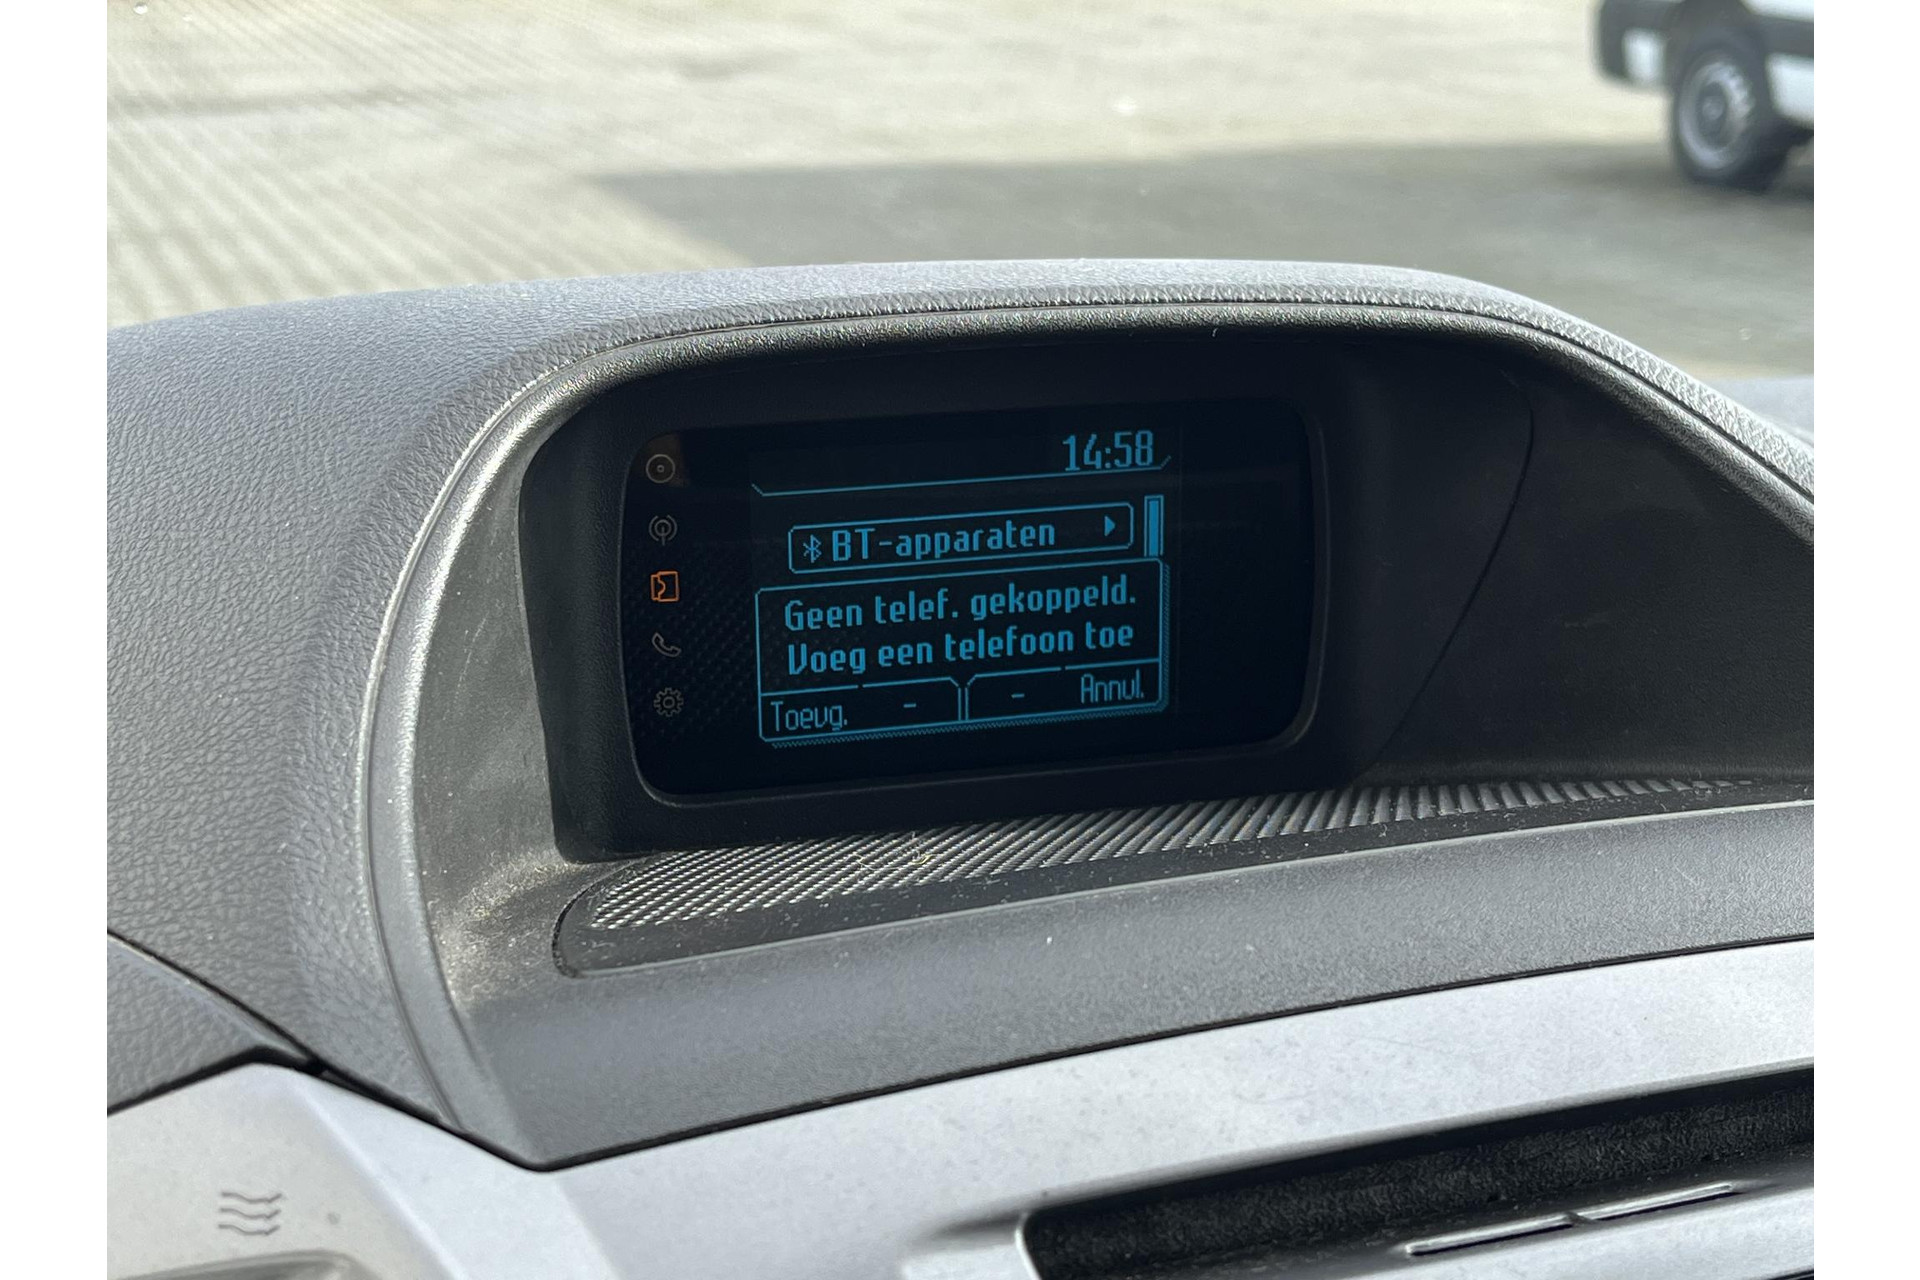 14:58
BT-apparaten
Geen telef. gekoppeld.
Voeg een telefoon toe
Toevg. - - Annul.